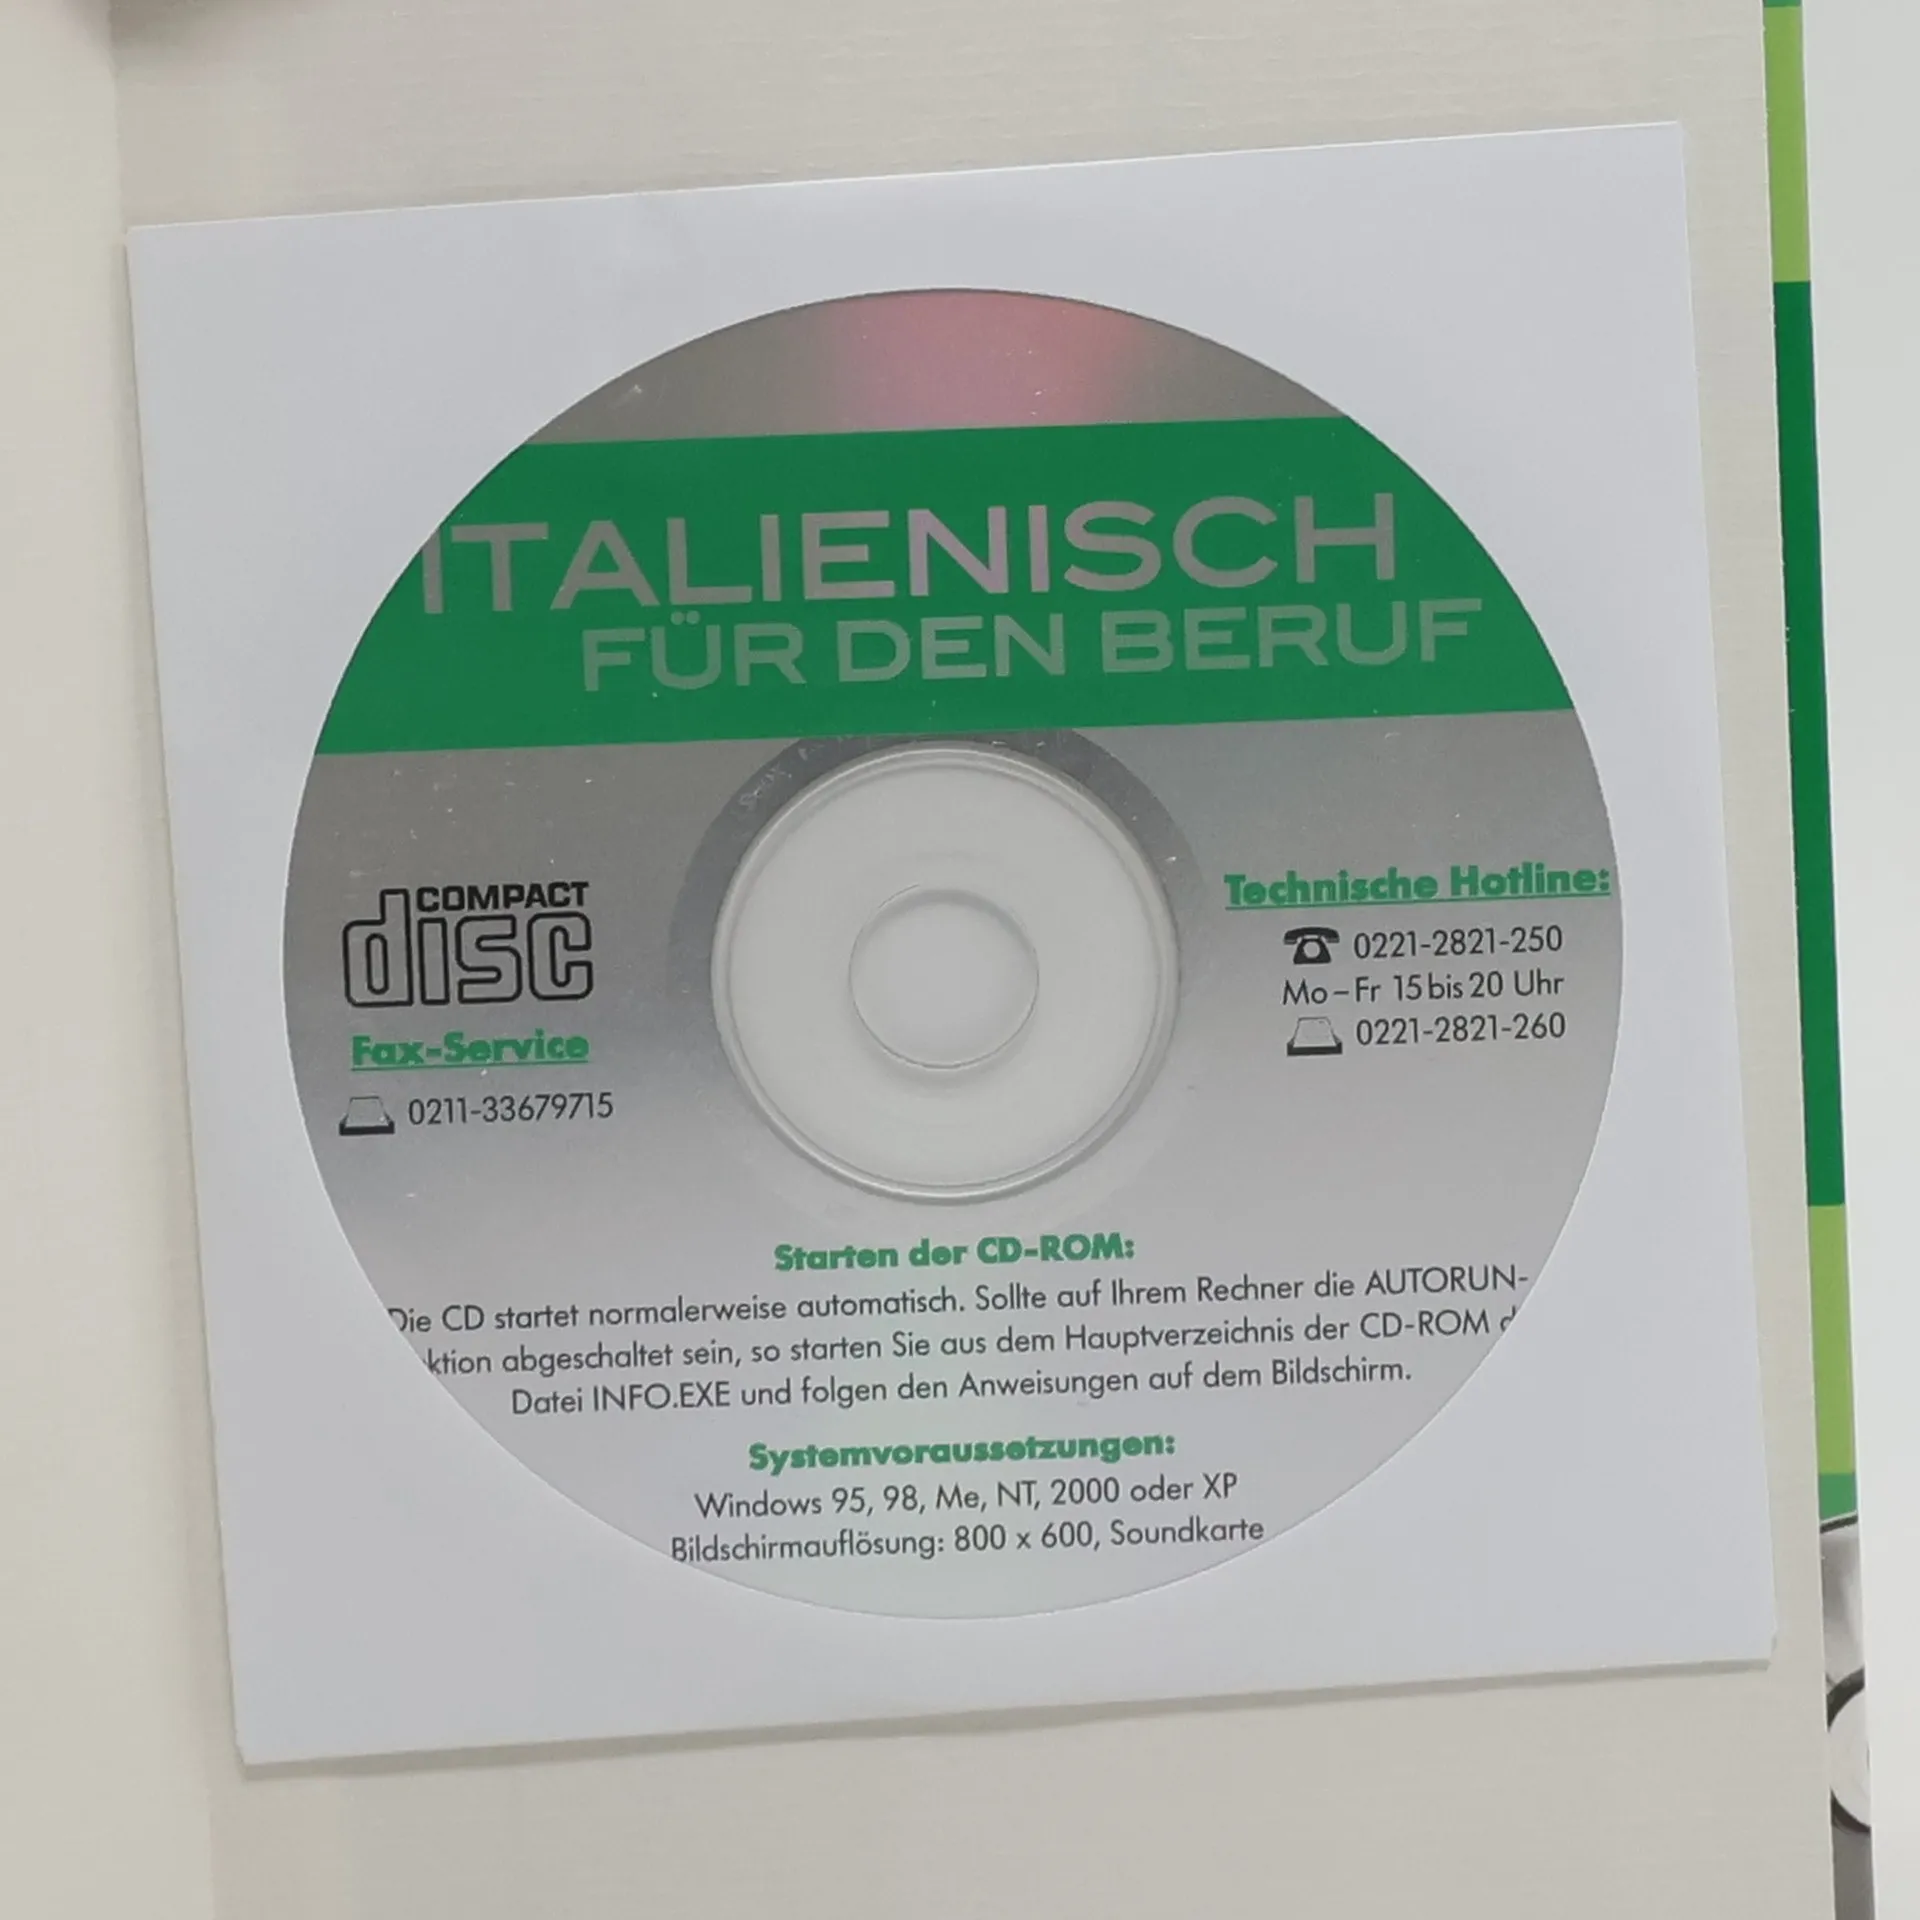 ITALIENISCH
FÜR DEN BERUF
COMPACT
disc
Fax-Service
0211-33679715
Technische Hotline:
0221-2821-250
Mo–Fr 15 bis 20 Uhr
0221-2821-260
Starten der CD-ROM:
Die CD startet normalerweise automatisch. Sollte auf Ihrem Rechner die AUTORUN-
ktion abgeschaltet sein, so starten Sie aus dem Hauptverzeichnis der CD-ROM d
Datei INFO.EXE und folgen den Anweisungen auf dem Bildschirm.
Systemvoraussetzungen:
Windows 95, 98, Me, NT, 2000 oder XP
Bildschirmauflösung: 800 x 600, Soundkarte